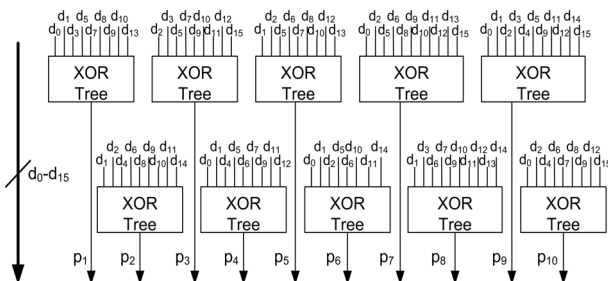 d₁ d₅ d₈ d₁₀ d₃ d₇ d₁₀ d₁₂ d₂ d₆ d₈ d₁₂ d₂ d₆ d₉ d₁₁ d₁₃ d₁ d₃ d₅ d₁₁ d₁₄
d₀ d₃ d₇ d₉ d₁₃ d₂ d₅ d₉ d₁₁ d₁₅ d₁ d₅ d₇ d₁₀ d₁₃ d₀ d₅ d₈ d₁₀ d₁₂ d₁₅ d₀ d₂ d₄ d₉ d₁₂ d₁₅
XOR XOR XOR XOR XOR
Tree Tree Tree Tree Tree
d₂ d₆ d₉ d₁₁ d₁ d₅ d₇ d₁₁ d₁ d₅ d₁₀ d₁₄ d₃ d₇ d₁₀ d₁₂ d₁₄ d₂ d₆ d₈ d₁₂
d₁ d₄ d₈ d₁₀ d₁₄ d₀ d₄ d₆ d₉ d₁₂ d₀ d₂ d₆ d₁₁ d₁ d₆ d₉ d₁₁ d₁₃ d₀ d₄ d₇ d₉ d₁₅
d₀-d₁₅
XOR XOR XOR XOR XOR
Tree Tree Tree Tree Tree
p₁ p₂ p₃ p₄ p₅ p₆ p₇ p₈ p₉ p₁₀